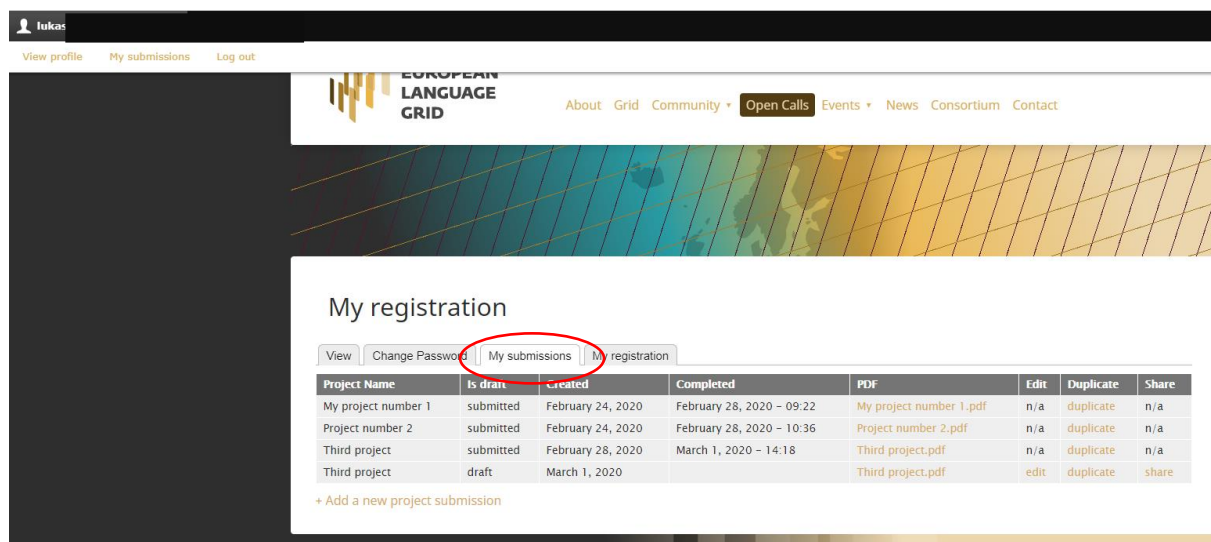 lukas
View profile My submissions Log out
EUROPEAN
LANGUAGE
GRID
About Grid Community Open Calls Events News Consortium Contact
My registration
View Change Password My submissions My registration
Project Name Is draft Created Completed PDF Edit Duplicate Share
My project number 1 submitted February 24, 2020 February 28, 2020 - 09:22 My project number 1.pdf n/a duplicate n/a
Project number 2 submitted February 24, 2020 February 28, 2020 - 10:36 Project number 2.pdf n/a duplicate n/a
Third project submitted February 28, 2020 March 1, 2020 - 14:18 Third project.pdf n/a duplicate n/a
Third project draft March 1, 2020 Third project.pdf edit duplicate share
+ Add a new project submission